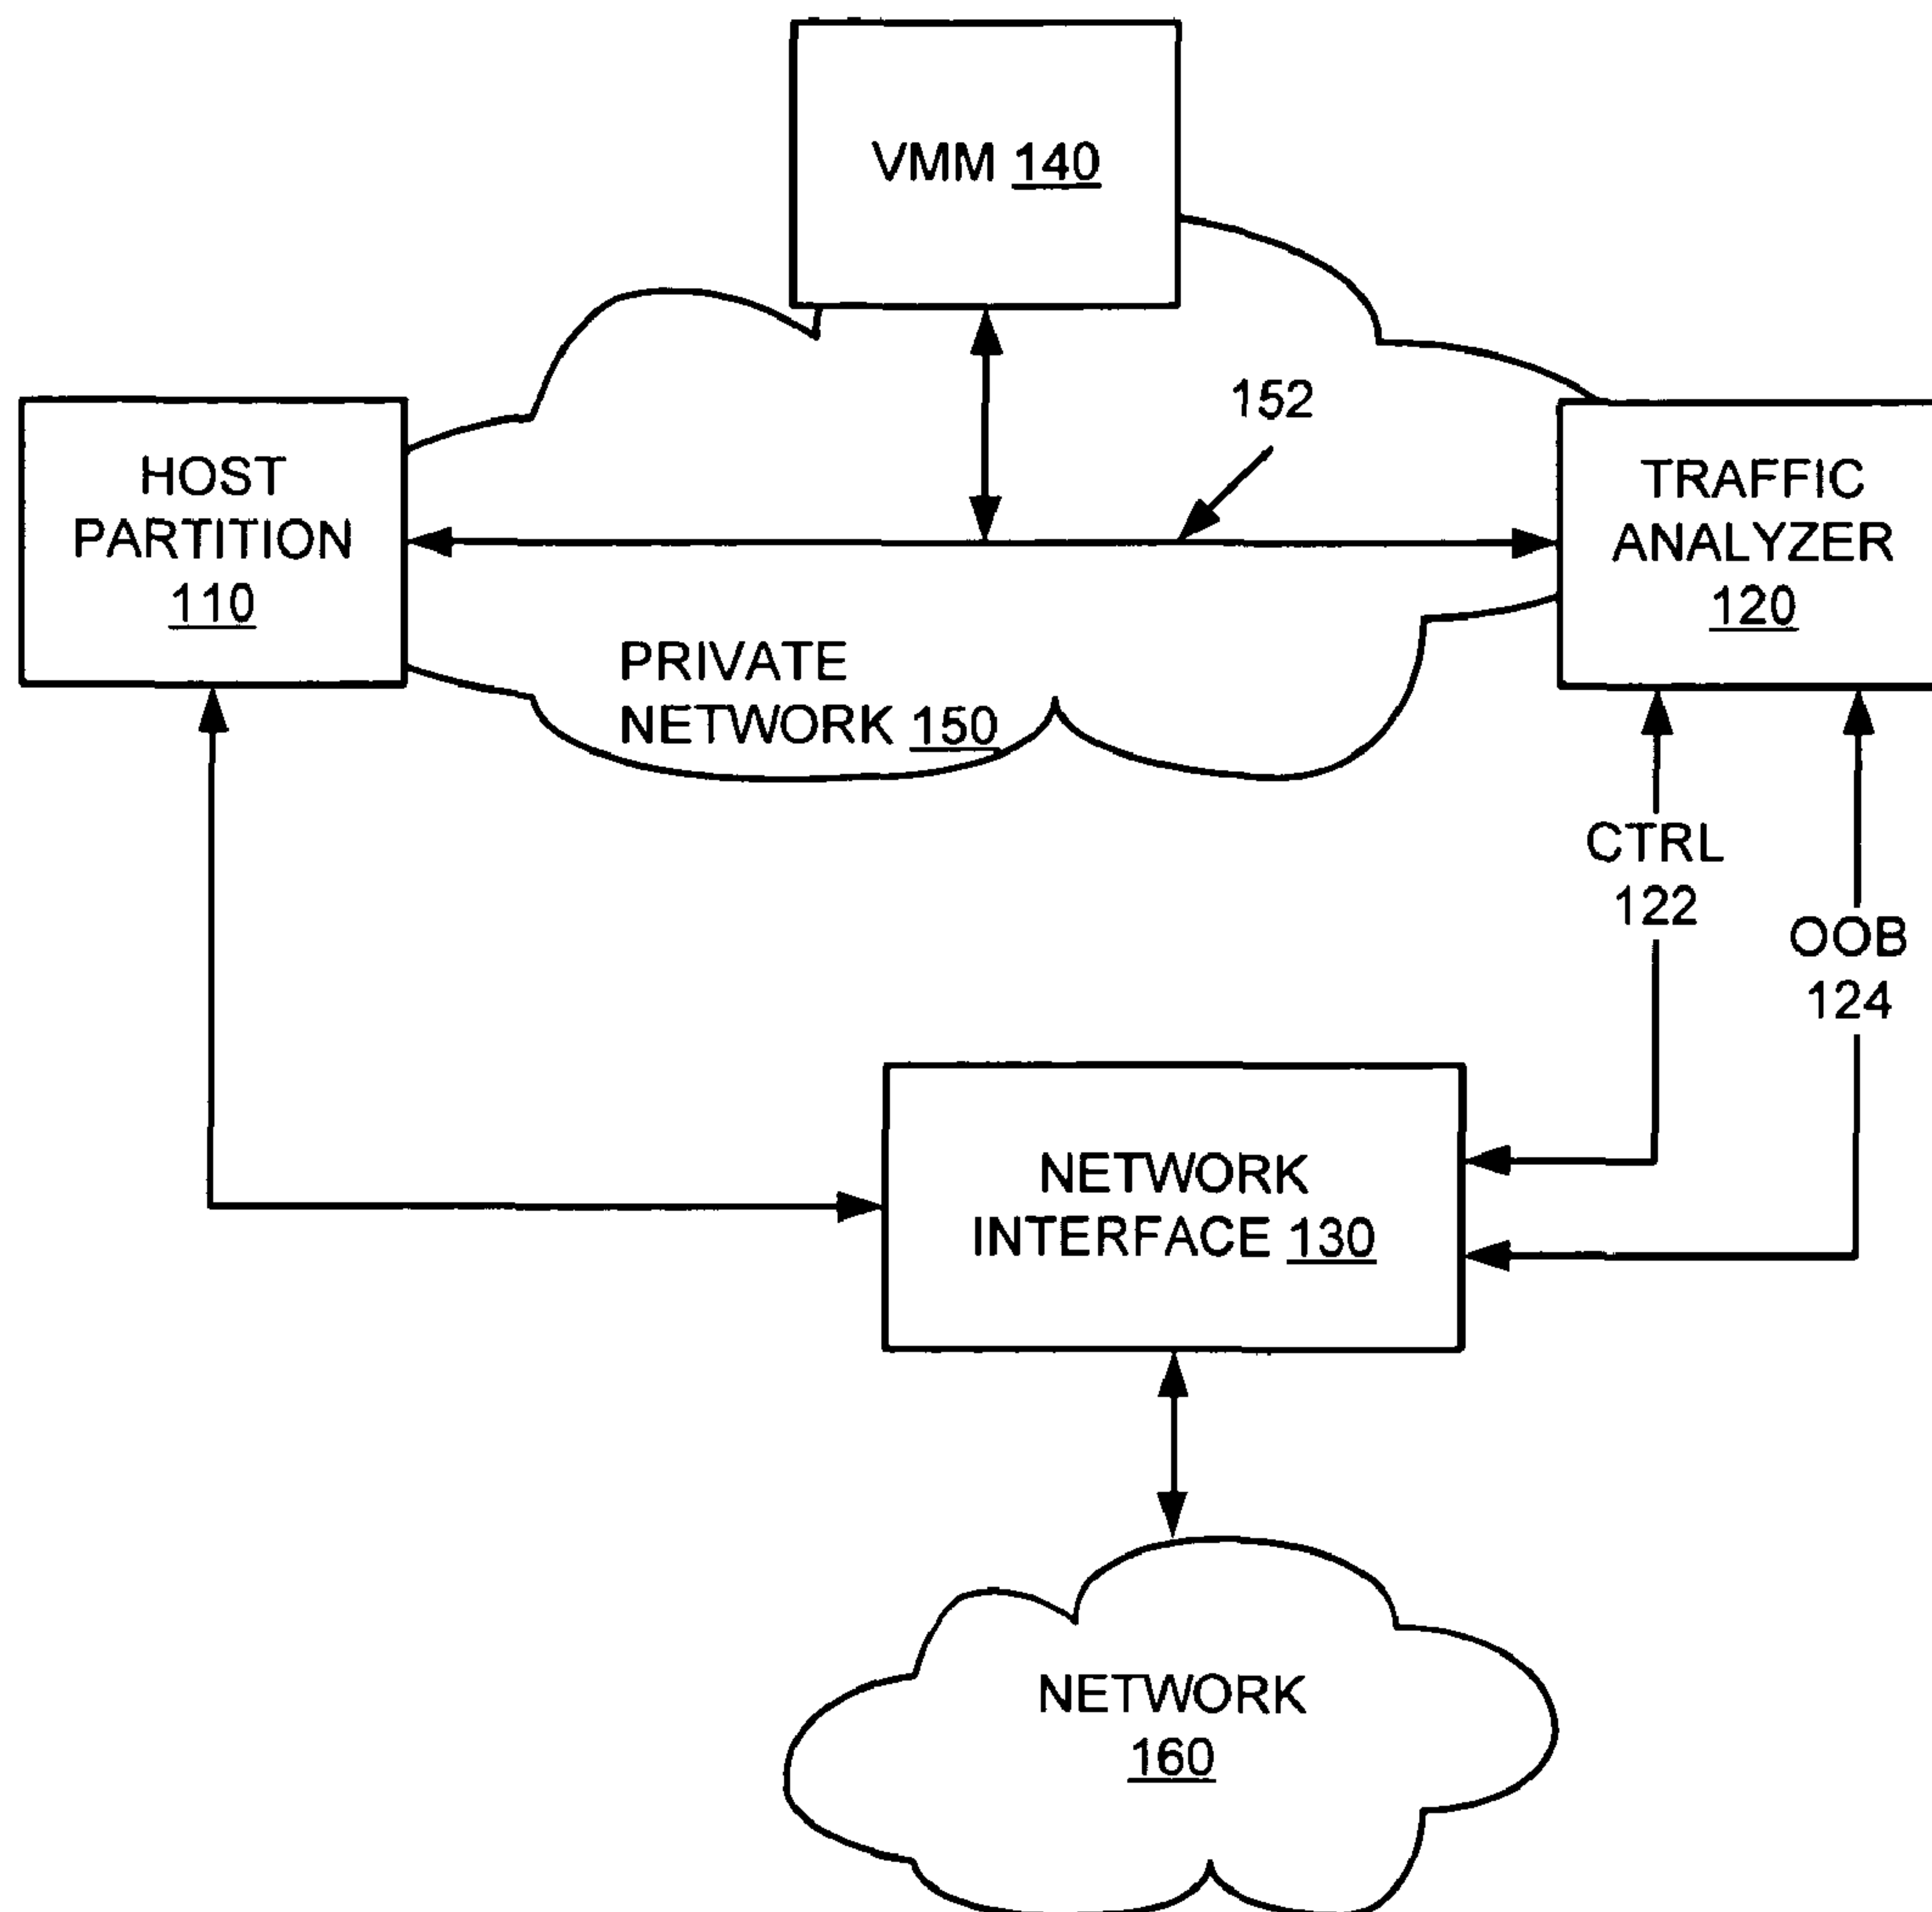 VMM 140
152
HOST
PARTITION
110
TRAFFIC
ANALYZER
120
PRIVATE
NETWORK 150
CTRL
122
OOB
124
NETWORK
INTERFACE 130
NETWORK
160